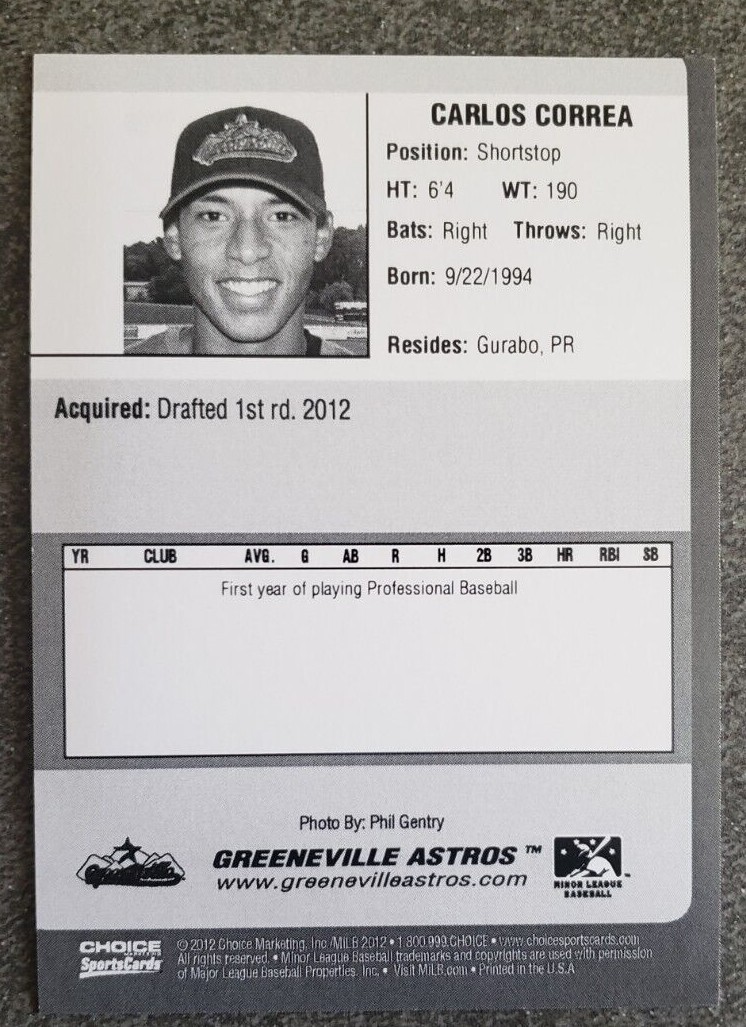 CARLOS CORREA
Position: Shortstop
HT: 6'4 WT: 190
Bats: Right Throws: Right
Born: 9/22/1994
Resides: Gurabo, PR
Acquired: Drafted 1st rd. 2012
YR CLUB AVG. G AB R H 2B 3B HR RBI SB
First year of playing Professional Baseball
Photo By: Phil Gentry
GREENEVILLE ASTROS ™
www.greenevilleastros.com
Greeneville
MINOR LEAGUE
BASEBALL
CHOICE
SportsCards
© 2012 Choice Marketing, Inc./MiLB 2012 • 1.800.999.CHOICE • www.choicesportscards.com
All rights reserved. • Minor League Baseball trademarks and copyrights are used with permission
of Major League Baseball Properties, Inc. • Visit MiLB.com • Printed in the U.S.A